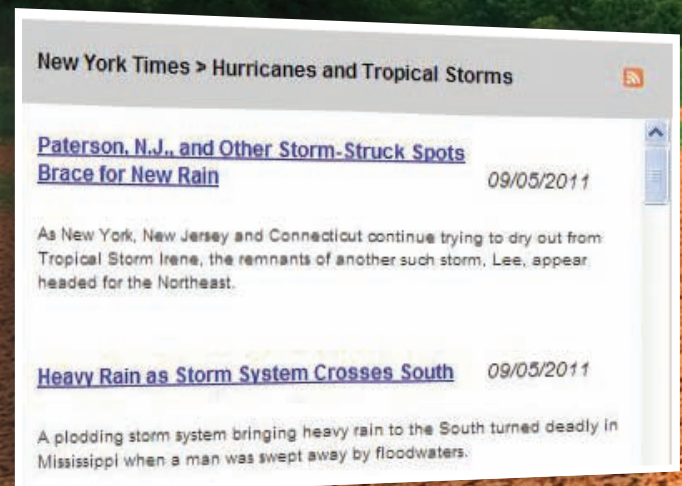 New York Times > Hurricanes and Tropical Storms
Paterson, N.J., and Other Storm-Struck Spots
Brace for New Rain 09/05/2011
As New York, New Jersey and Connecticut continue trying to dry out from
Tropical Storm Irene, the remnants of another such storm, Lee, appear
headed for the Northeast.
Heavy Rain as Storm System Crosses South 09/05/2011
A plodding storm system bringing heavy rain to the South turned deadly in
Mississippi when a man was swept away by floodwaters.